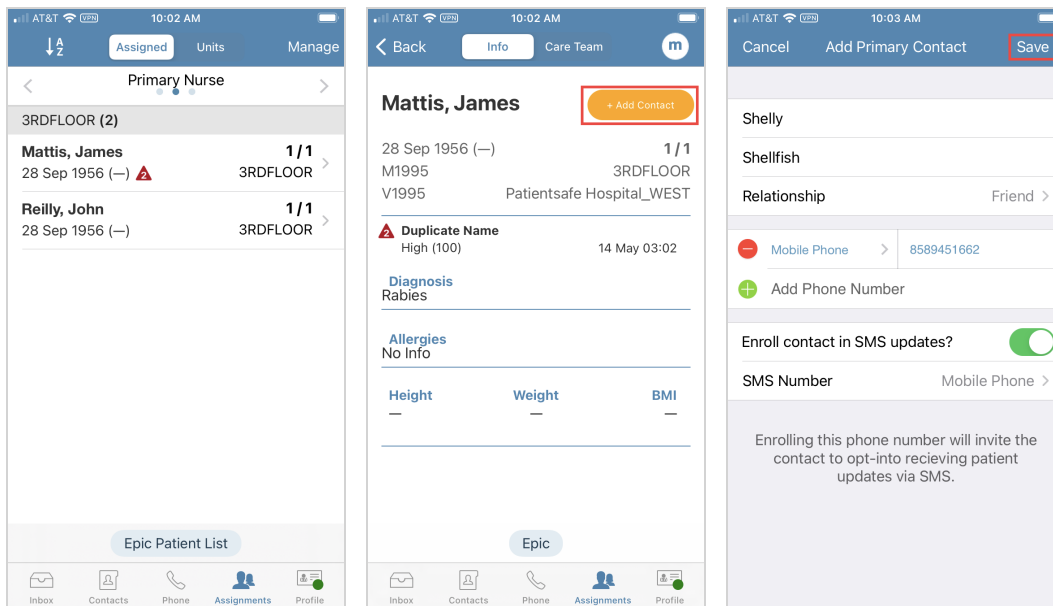 AT&T VPN 10:02 AM
A
Z
Assigned Units Manage
Primary Nurse
3RDFLOOR (2)
Mattis, James 1 / 1
28 Sep 1956 (—) 2 3RDFLOOR
Reilly, John 1 / 1
28 Sep 1956 (—) 3RDFLOOR
Epic Patient List
Inbox Contacts Phone Assignments Profile
AT&T VPN 10:02 AM
Back Info Care Team m
Mattis, James + Add Contact
28 Sep 1956 (—) 1 / 1
M1995 3RDFLOOR
V1995 Patientsafe Hospital_WEST
2 Duplicate Name
High (100) 14 May 03:02
Diagnosis
Rabies
Allergies
No Info
Height Weight BMI
— — —
Epic
Inbox Contacts Phone Assignments Profile
AT&T VPN 10:03 AM
Cancel Add Primary Contact Save
Shelly
Shellfish
Relationship Friend
Mobile Phone 8589451662
Add Phone Number
Enroll contact in SMS updates?
SMS Number Mobile Phone
Enrolling this phone number will invite the
contact to opt-into recieving patient
updates via SMS.